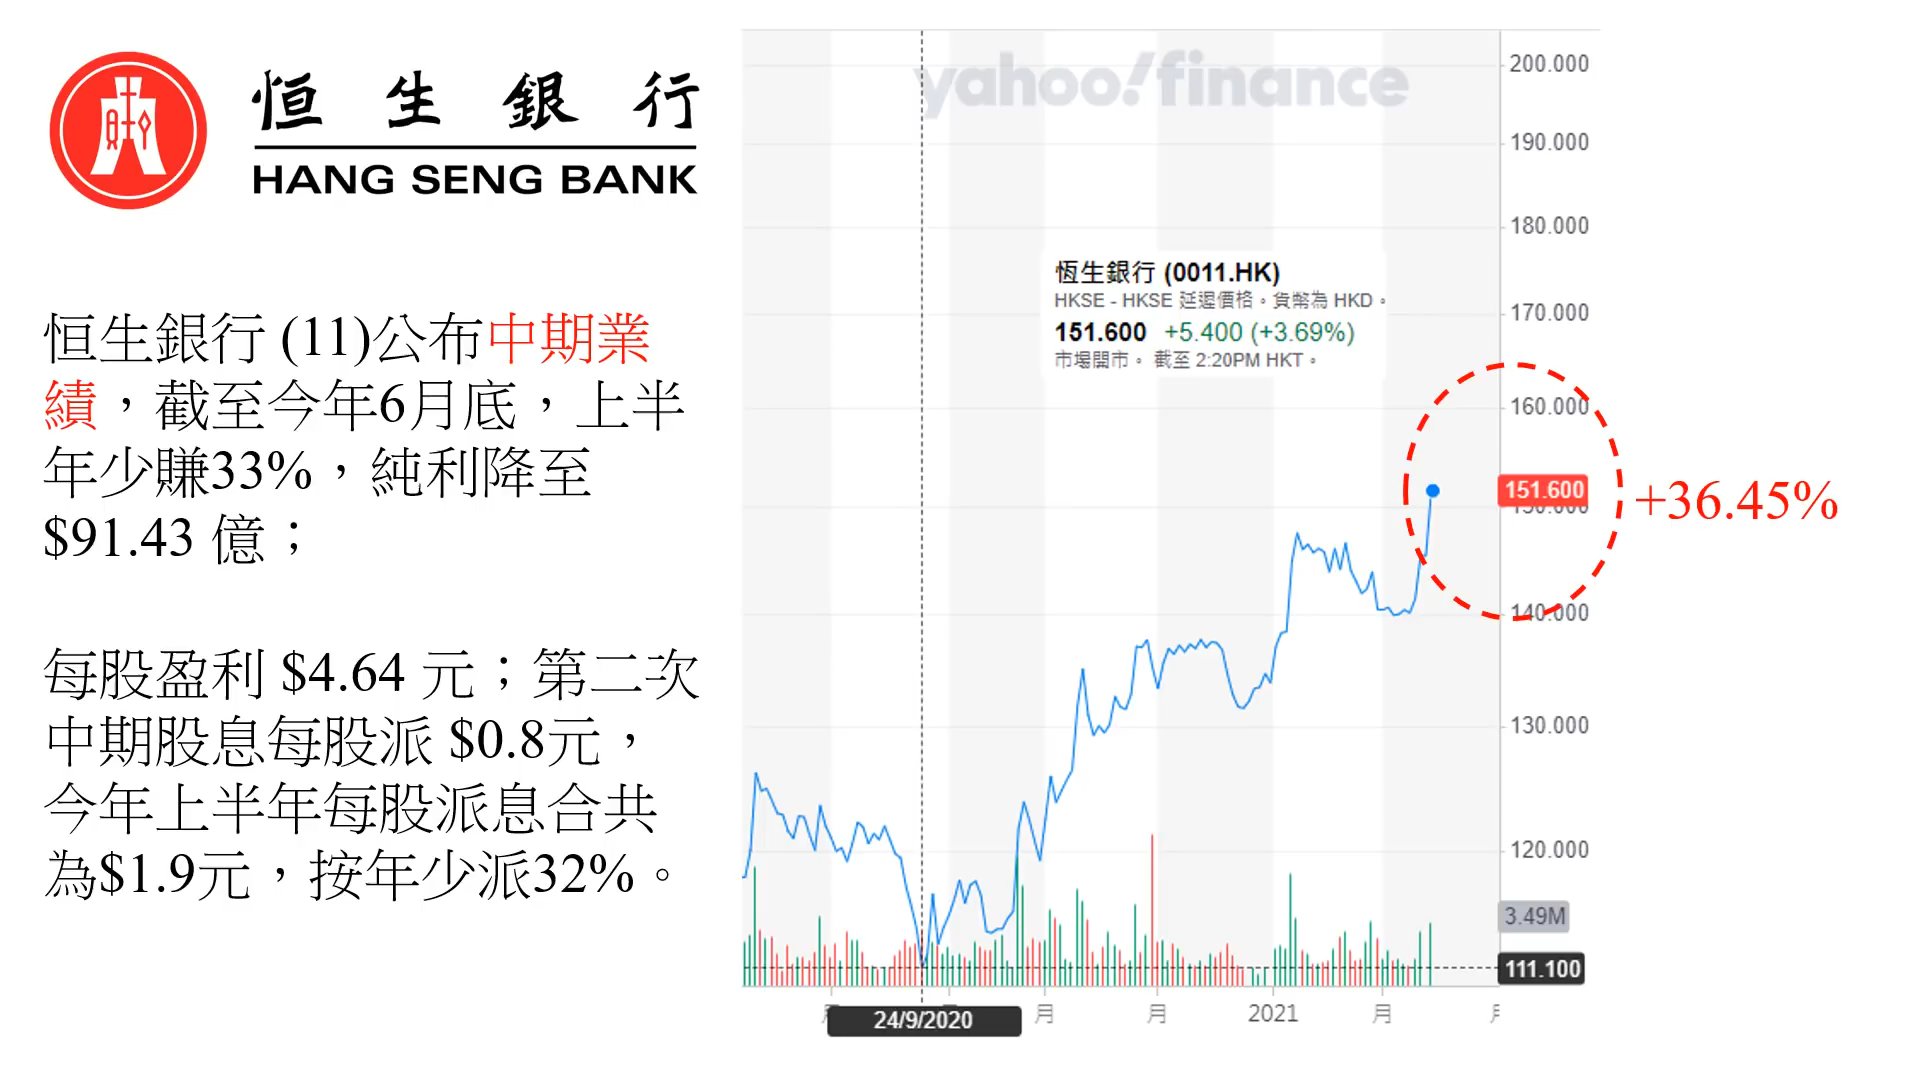 恒生銀行
HANG SENG BANK
恒生銀行 (11)公布中期業
績，截至今年6月底，上半
年少賺33%，純利降至
$91.43 億；
每股盈利 $4.64 元；第二次
中期股息每股派 $0.8元，
今年上半年每股派息合共
為$1.9元，按年少派32%。
yahoo!finance
恆生銀行 (0011.HK)
HKSE - HKSE 延遲價格。貨幣為 HKD。
151.600 +5.400 (+3.69%)
市場開市。 截至 2:20PM HKT。
200.000
190.000
180.000
170.000
160.000
151.600
150.000
+36.45%
140.000
130.000
120.000
3.49M
111.100
24/9/2020
月
月
2021
月